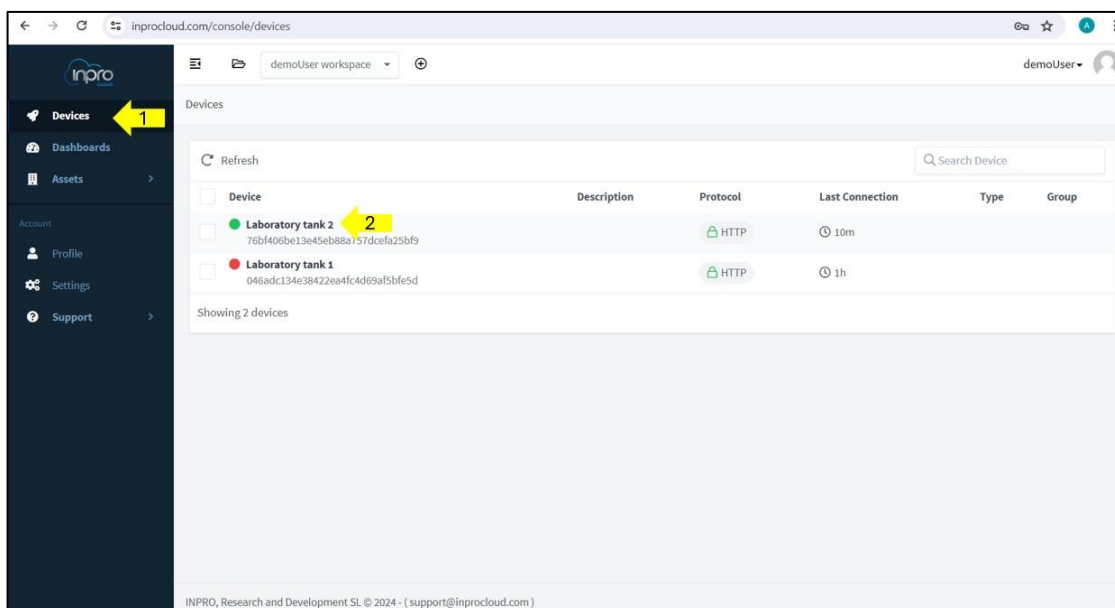 inprocloud.com/console/devices
A
inpro
demoUser workspace
demoUser
Devices
1
Dashboards
Assets
Account
Profile
Settings
Support
Devices
Refresh
Search Device
Device Description Protocol Last Connection Type Group
Laboratory tank 2 2
76bf406be13e45eb88a757dcefa25bf9
HTTP 10m
Laboratory tank 1
046adc134e38422ea4fc4d69af5bfe5d
HTTP 1h
Showing 2 devices
INPRO, Research and Development SL © 2024 - ( support@inprocloud.com )